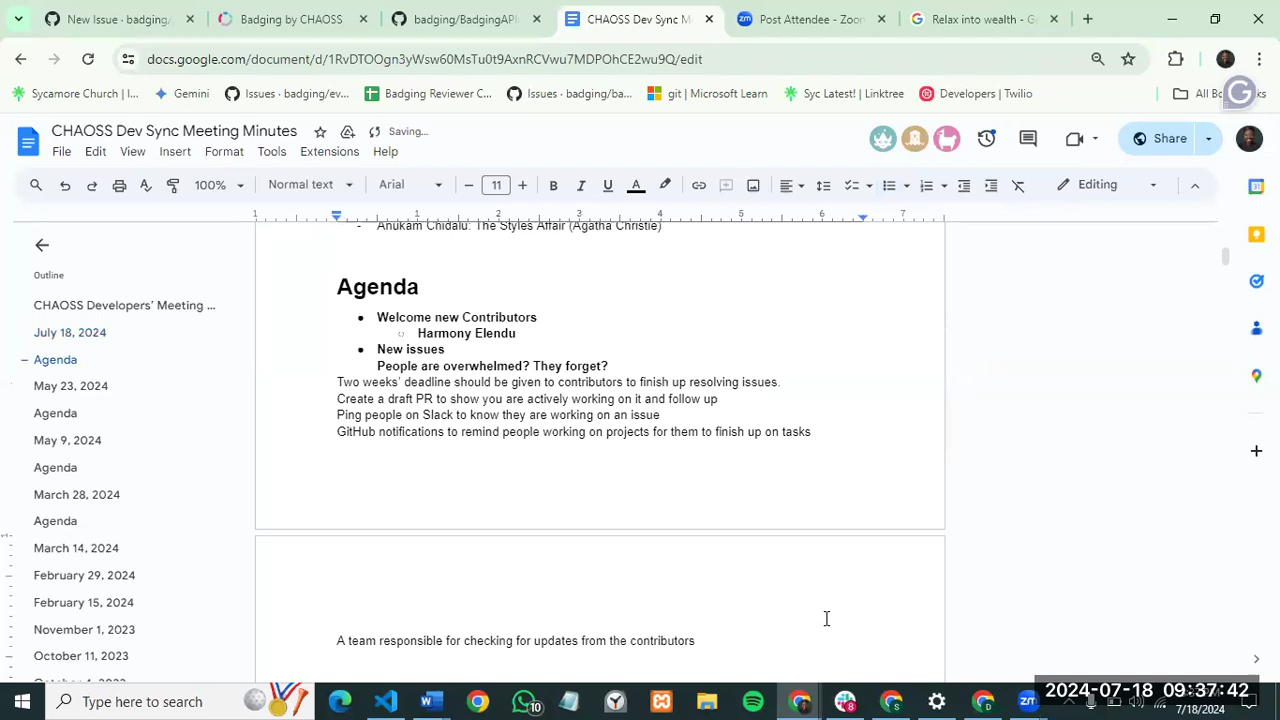 New Issue · badging/
Badging by CHAOSS
badging/BadgingAPI
CHAOSS Dev Sync M
Post Attendee - Zoom
Relax into wealth - G
docs.google.com/document/d/1RvDTOOgn3yWsw60MsTu0t9AxnRCVwu7MDPOhCE2wu9Q/edit
Sycamore Church | l...
Gemini
Issues · badging/ev...
Badging Reviewer C...
Issues · badging/ba...
git | Microsoft Learn
Syc Latest! | Linktree
Developers | Twilio
CHAOSS Dev Sync Meeting Minutes
Saving...
File Edit View Insert Format Tools Extensions Help
Share
100% Normal text Arial 11 Editing
1 1 2 3 4 5 6 7
Outline
CHAOSS Developers' Meeting ...
July 18, 2024
Agenda
May 23, 2024
Agenda
May 9, 2024
Agenda
March 28, 2024
Agenda
March 14, 2024
February 29, 2024
February 15, 2024
November 1, 2023
October 11, 2023
- Anukam Chidalu: The Styles Affair (Agatha Christie)
Agenda
● Welcome new Contributors
○ Harmony Elendu
● New issues
People are overwhelmed? They forget?
Two weeks' deadline should be given to contributors to finish up resolving issues.
Create a draft PR to show you are actively working on it and follow up
Ping people on Slack to know they are working on an issue
GitHub notifications to remind people working on projects for them to finish up on tasks
A team responsible for checking for updates from the contributors
Type here to search
10
8
2024-07-18 09:37:42
7/18/2024